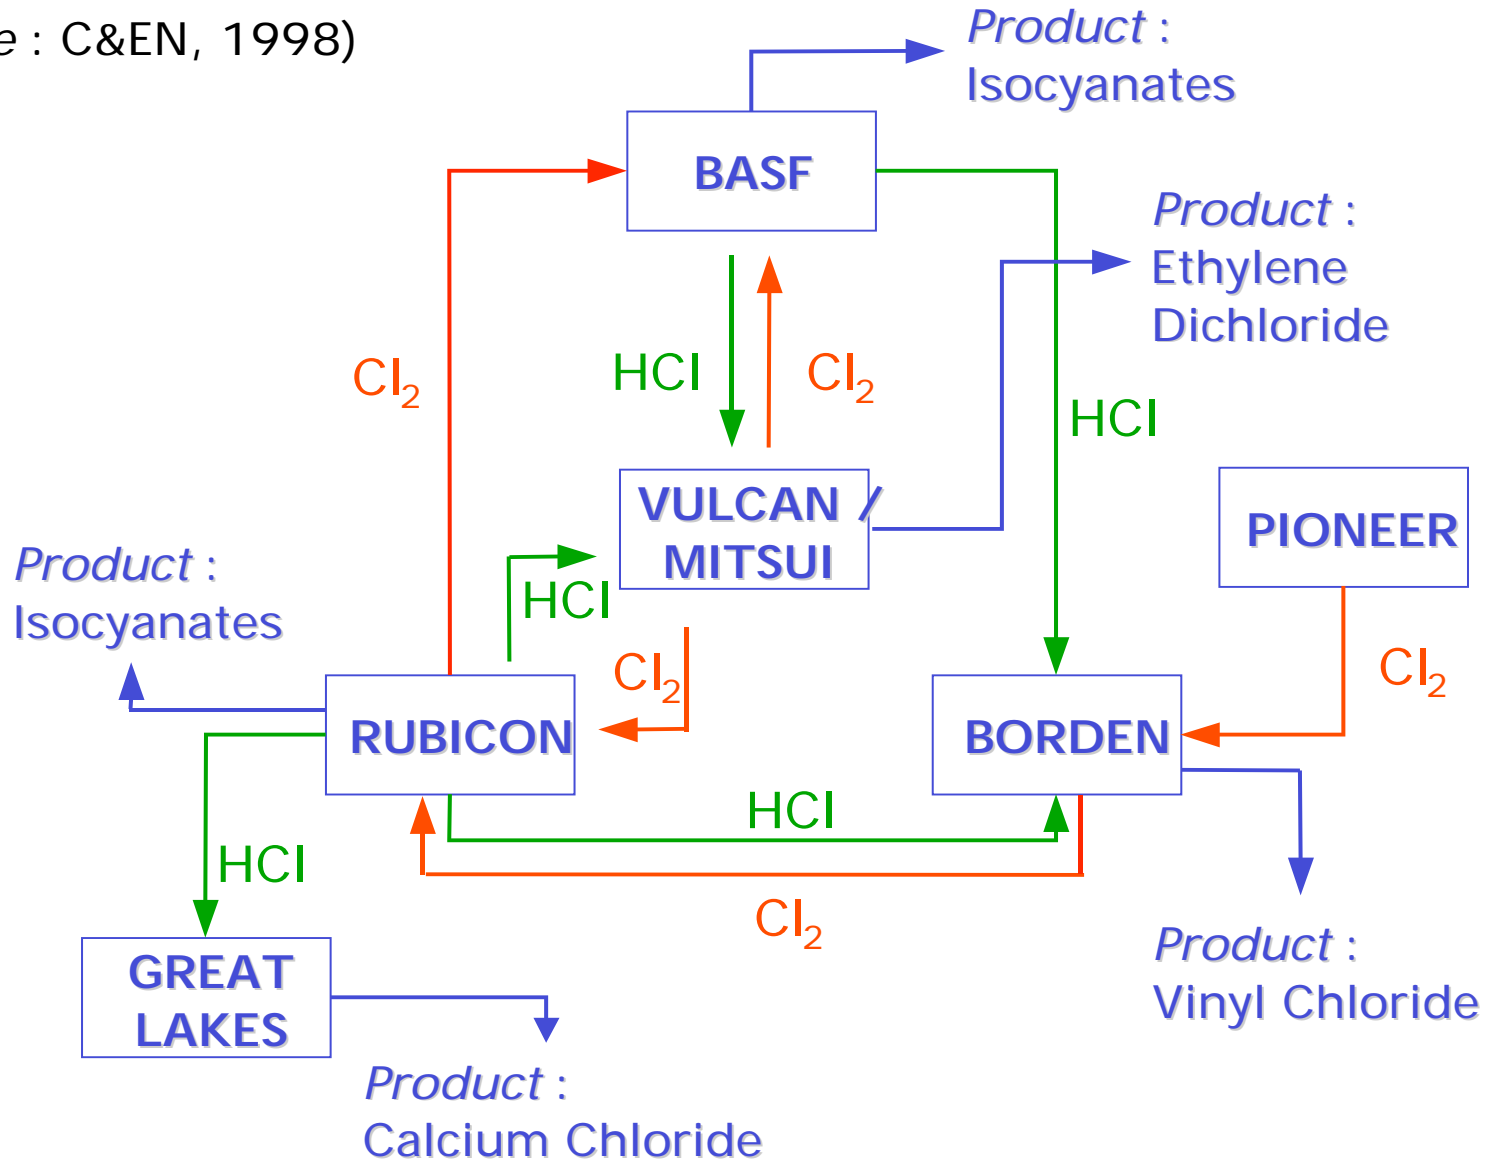 e : C&EN, 1998)
Product :
Isocyanates
BASF
Product :
Ethylene
Dichloride
Cl2
HCl
Cl2
HCl
VULCAN /
MITSUI
PIONEER
Product :
Isocyanates
HCl
Cl2
Cl2
RUBICON
BORDEN
HCl
HCl
Cl2
GREAT
LAKES
Product :
Vinyl Chloride
Product :
Calcium Chloride